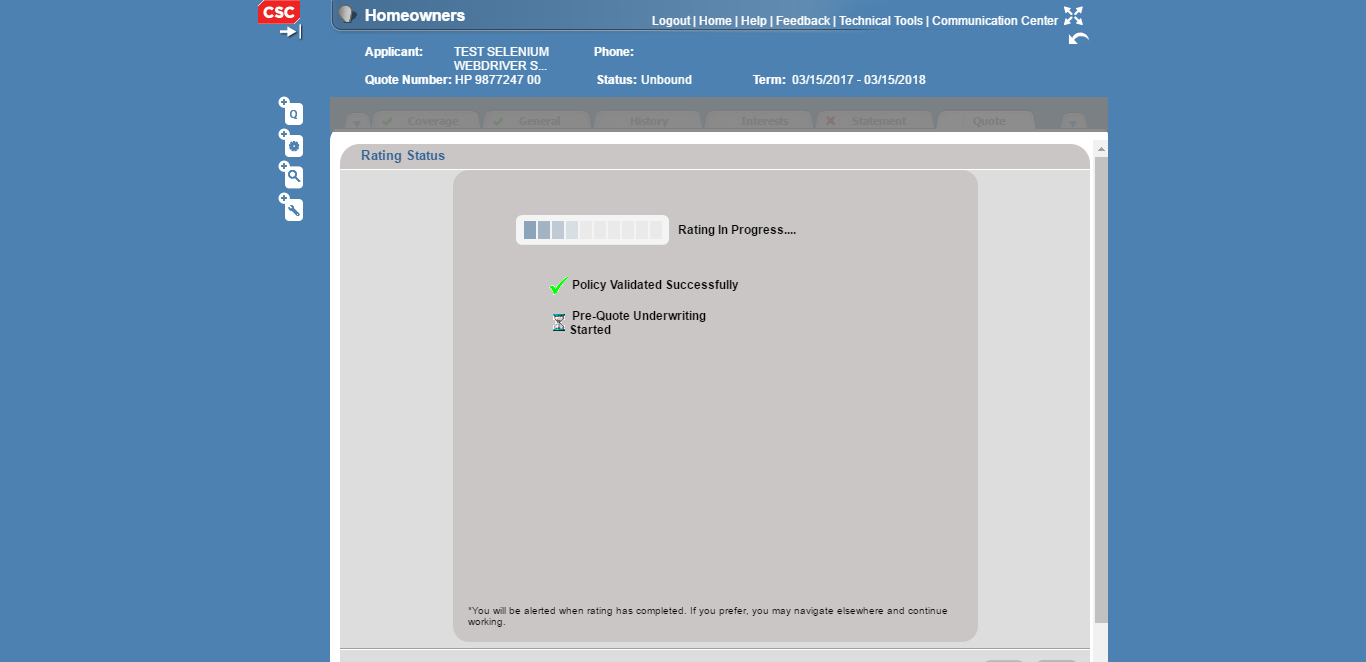 CSC
Homeowners
Logout | Home | Help | Feedback | Technical Tools | Communication Center
Applicant: TEST SELENIUM Phone:
WEBDRIVER S...
Quote Number: HP 9877247 00 Status: Unbound Term: 03/15/2017 - 03/15/2018
Q
Coverage General History Interests Statement Quote
Rating Status
Rating In Progress....
Policy Validated Successfully
Pre-Quote Underwriting
Started
*You will be alerted when rating has completed. If you prefer, you may navigate elsewhere and continue
working.